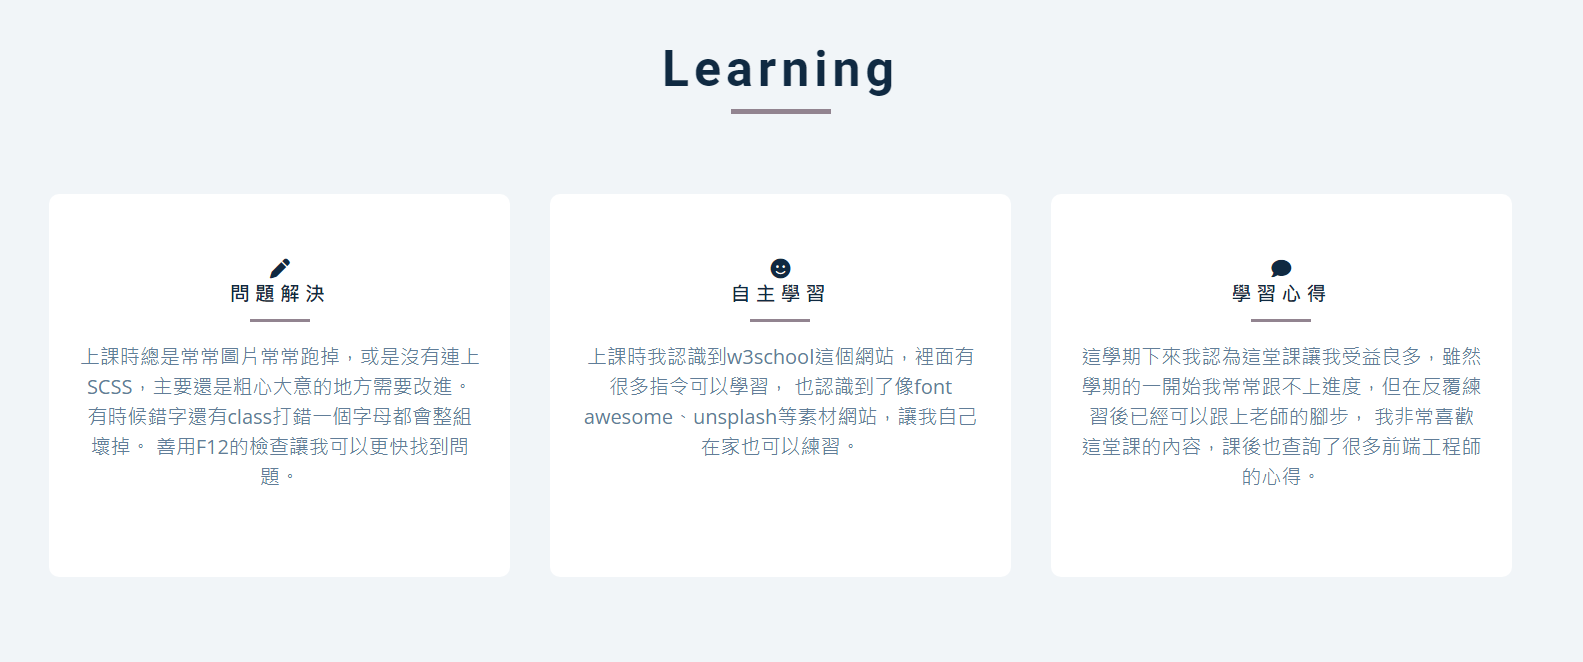 Learning
問題解決
上課時總是常常圖片常常跑掉，或是沒有連上
SCSS，主要還是粗心大意的地方需要改進。
有時候錯字還有class打錯一個字母都會整組
壞掉。 善用F12的檢查讓我可以更快找到問
題。
自主學習
上課時我認識到w3school這個網站，裡面有
很多指令可以學習， 也認識到了像font
awesome、unsplash等素材網站，讓我自己
在家也可以練習。
學習心得
這學期下來我認為這堂課讓我受益良多，雖然
學期的一開始我常常跟不上進度，但在反覆練
習後已經可以跟上老師的腳步， 我非常喜歡
這堂課的內容，課後也查詢了很多前端工程師
的心得。